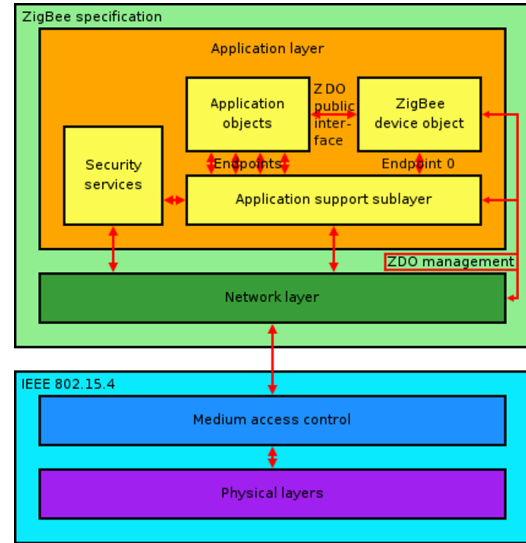 ZigBee specification
Application layer
Application
objects
ZDO
public
inter-
face
ZigBee
device object
Security
services
Endpoints
Endpoint 0
Application support sublayer
ZDO management
Network layer
IEEE 802.15.4
Medium access control
Physical layers